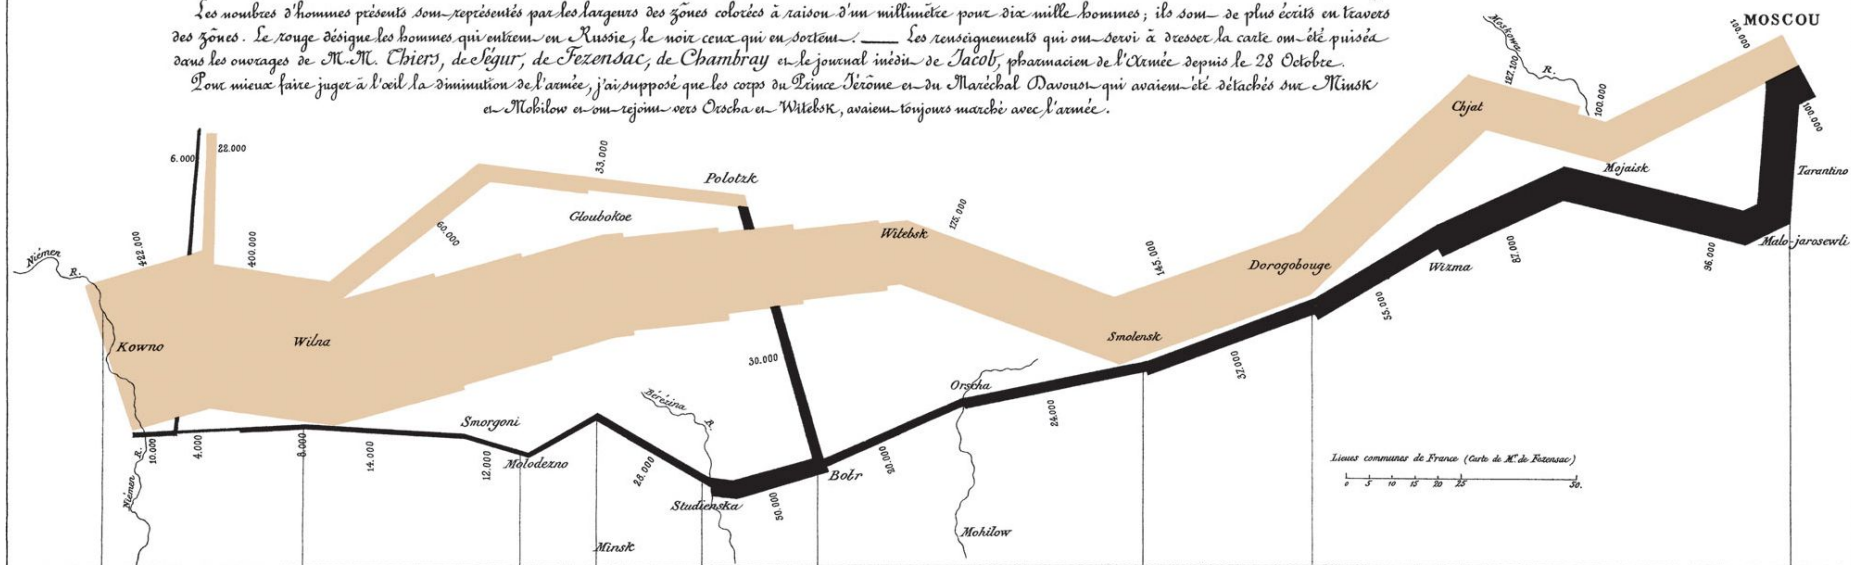 Les nombres d'hommes présents sont représentés par les largeurs des zônes colorées à raison d'un millimètre pour dix mille hommes; ils sont de plus écrits en travers
des zônes. Le rouge désigne les hommes qui entrent en Russie, le noir ceux qui en sortent. — Les renseignements qui ont servi à dresser la carte ont été puisés
dans les ouvrages de M.M. Thiers, de Ségur, de Fezensac, de Chambray et le journal inédit de Jacob, pharmacien de l'Armée depuis le 28 Octobre.
Pour mieux faire juger à l'œil la diminution de l'armée, j'ai supposé que les corps du Prince Jérôme et du Maréchal Davoust qui avaient été détachés sur Minsk
et Mohilow et ont rejoint vers Orscha et Witebsk, avaient toujours marché avec l'armée.
MOSCOU
100.000
Moskowa
R.
127.100
100.000
Chjat
100.000
Mojaisk
Tarantino
6.000
22.000
33.000
Polotzk
60.000
Gloubokoe
Witebsk
175.000
Niémen
R.
422.000
400.000
145.000
Dorogobouge
Wizma
87.000
96.000
Malo-jarosewli
55.000
Kowno
Wilna
30.000
Smolensk
37.000
Orscha
24.000
Bérézina
R.
Smorgoni
10.000
R.
4.000
8.000
14.000
12.000
Molodezno
28.000
Botr
20.000
Niémen
Studienska
50.000
Mohilow
Minsk
Lieues communes de France (Carte de M. de Fezensac)
0 5 10 15 20 25 50.